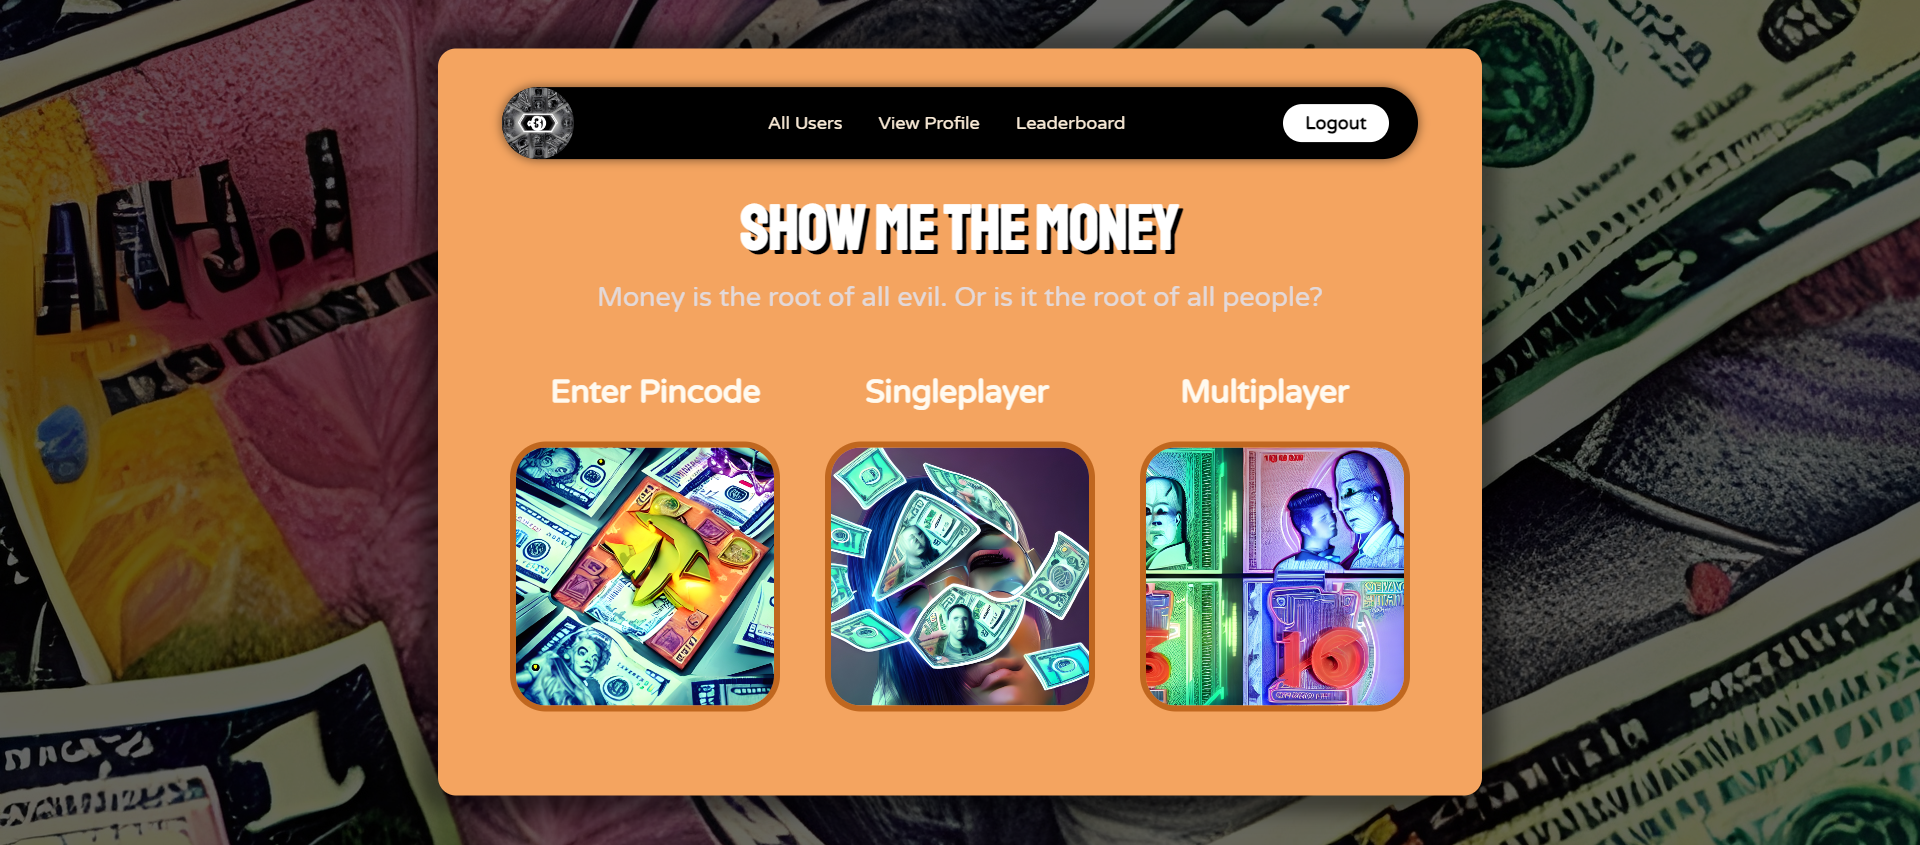 All Users
View Profile
Leaderboard
Logout
SHOW ME THE MONEY
Money is the root of all evil. Or is it the root of all people?
Enter Pincode
Singleplayer
Multiplayer